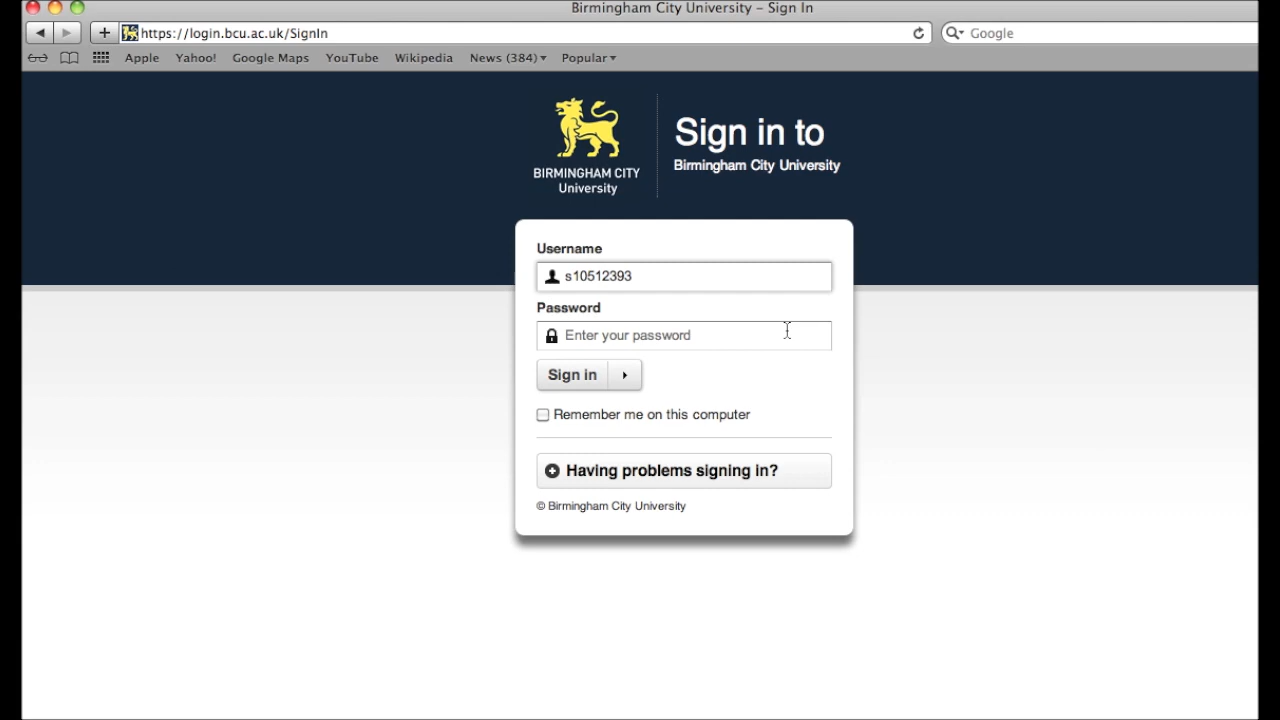 Birmingham City University – Sign In
https://login.bcu.ac.uk/SignIn
Google
Apple Yahoo! Google Maps YouTube Wikipedia News (384) Popular
BIRMINGHAM CITY
University
Sign in to
Birmingham City University
Username
s10512393
Password
Enter your password
Sign in
Remember me on this computer
Having problems signing in?
© Birmingham City University